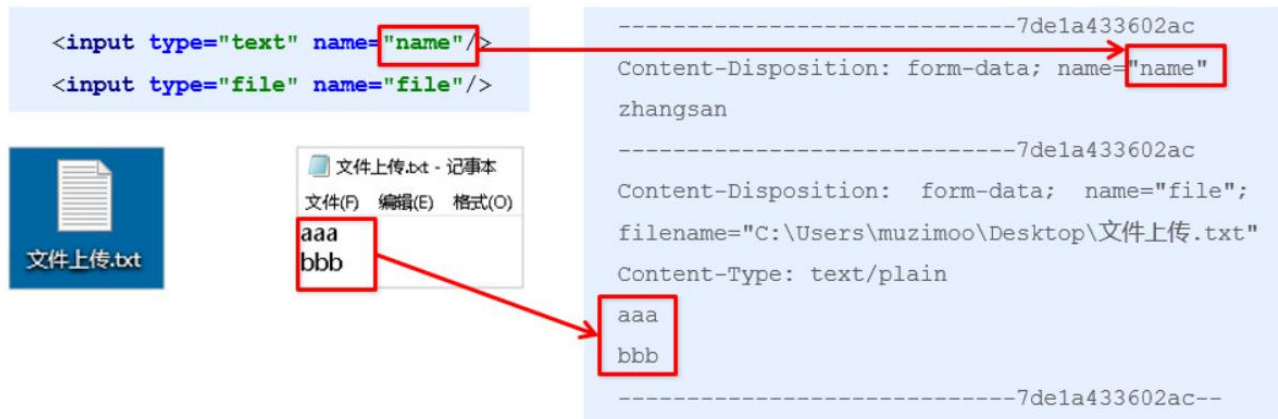 <input type="text" name="name"/>
<input type="file" name="file"/>
文件上传.txt
文件上传.txt - 记事本
文件(F) 编辑(E) 格式(O)
aaa
bbb
-----------------------------7de1a433602ac
Content-Disposition: form-data; name="name"
zhangsan
-----------------------------7de1a433602ac
Content-Disposition: form-data; name="file";
filename="C:\Users\muzimoo\Desktop\文件上传.txt"
Content-Type: text/plain
aaa
bbb
-----------------------------7de1a433602ac--